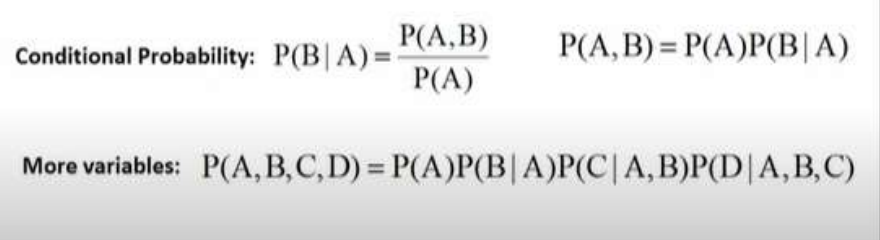 Conditional Probability: P(B|A) = P(A,B) / P(A) P(A,B) = P(A)P(B|A)
More variables: P(A,B,C,D) = P(A)P(B|A)P(C|A,B)P(D|A,B,C)